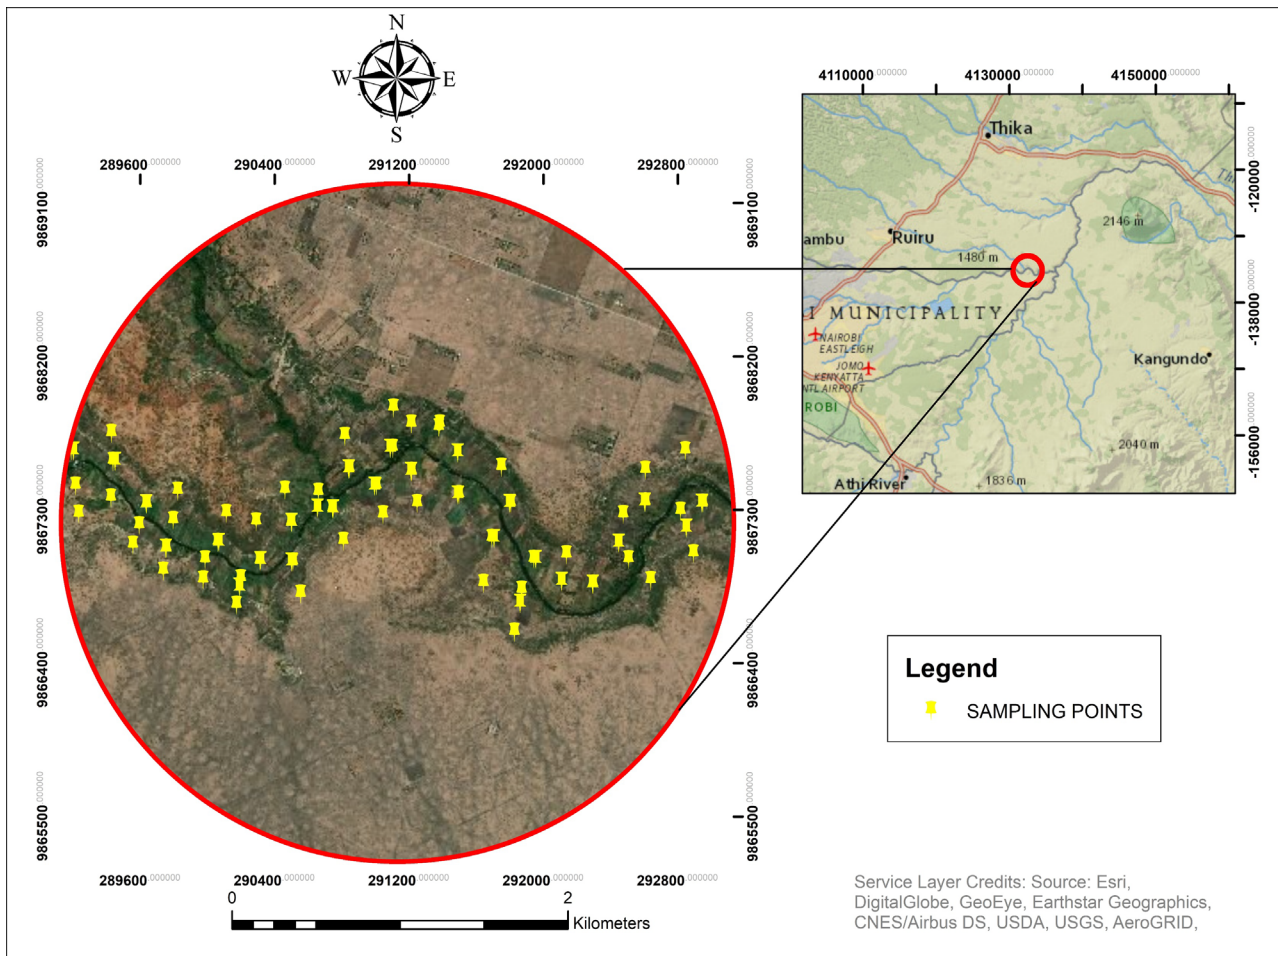 N
W E
S
4110000.000000 4130000.000000 4150000.000000
289600.000000 290400.000000 291200.000000 292000.000000 292800.000000
9869100.000000
9868200.000000
9867300.000000
9866400.000000
9865500.000000
9869100.000000
9868200.000000
9867300.000000
9866400.000000
9865500.000000
Thika
2146 m
ambu
Ruiru
1480 m
I MUNICIPALITY
NAIROBI
EASTLEIGH
JOMO
KENYATTA
NTL AIRPORT
ROBI
Kangundo
2040 m
Athi River
1836 m
-120000.000000
-138000.000000
-156000.000000
Legend
SAMPLING POINTS
289600.000000 290400.000000 291200.000000 292000.000000 292800.000000
0 2
Kilometers
Service Layer Credits: Source: Esri,
DigitalGlobe, GeoEye, Earthstar Geographics,
CNES/Airbus DS, USDA, USGS, AeroGRID,